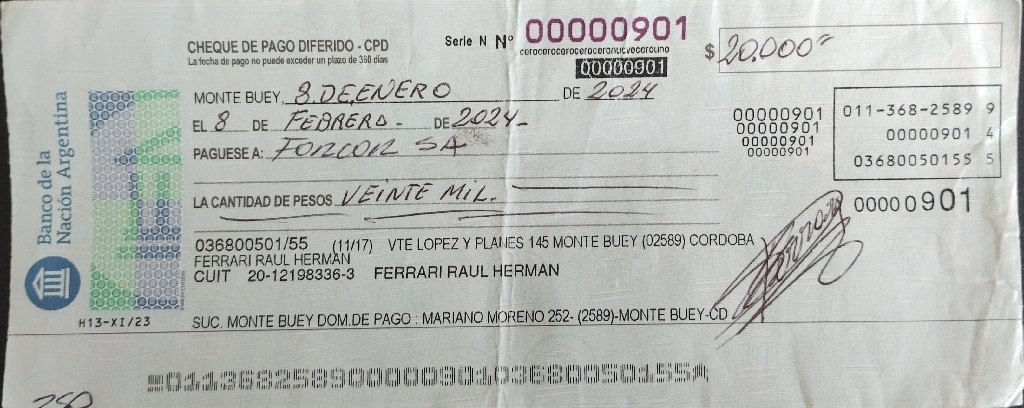 CHEQUE DE PAGO DIFERIDO - CPD
La fecha de pago no puede exceder un plazo de 360 días
Serie N Nº 00000901
ceroceroceroceroceronuevecerouno
00000901
$ 20.000
MONTE BUEY, 8 DE ENERO DE 2024
EL 8 DE FEBRERO - DE 2024-
PAGUESE A: FORCOR SA
LA CANTIDAD DE PESOS VEINTE MIL.
00000901
00000901
00000901
00000901
011-368-2589 9
00000901 4
03680050155 5
00000901
Banco de la
Nación Argentina
036800501/55 (11/17) VTE LOPEZ Y PLANES 145 MONTE BUEY (02589) CORDOBA
FERRARI RAUL HERMAN
CUIT 20-12198336-3 FERRARI RAUL HERMAN
Ferrari
H13-XI/23
SUC. MONTE BUEY DOM.DE PAGO : MARIANO MORENO 252- (2589)-MONTE BUEY-CD
01136825890000090103680050155